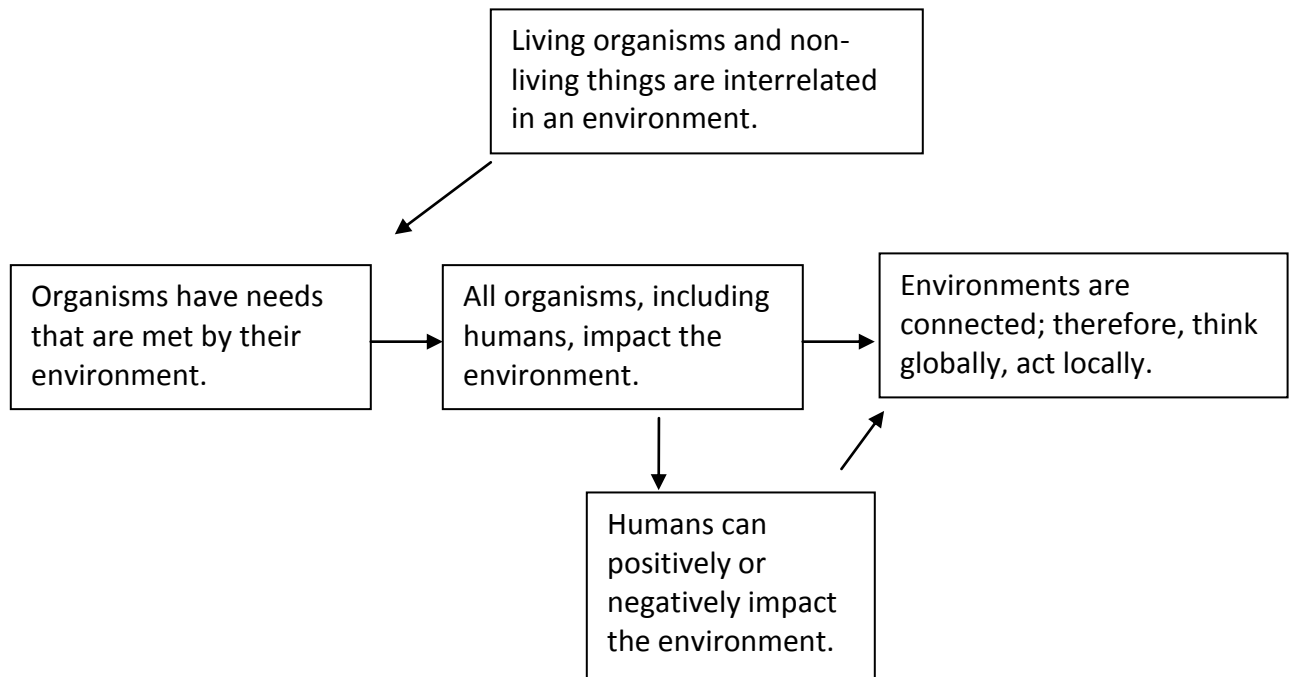 Living organisms and non-
living things are interrelated
in an environment.
Organisms have needs
that are met by their
environment.
All organisms, including
humans, impact the
environment.
Environments are
connected; therefore, think
globally, act locally.
Humans can
positively or
negatively impact
the environment.